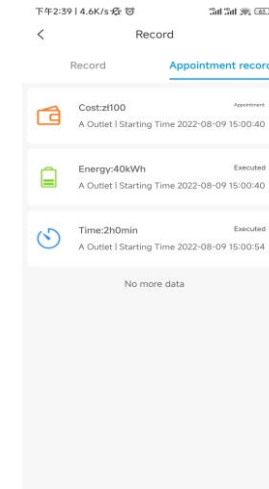 下午2:39 | 4.6K/s
Record
Record Appointment record
Cost:zł100 Appointment
A Outlet | Starting Time 2022-08-09 15:00:40
Energy:40kWh Executed
A Outlet | Starting Time 2022-08-09 15:00:40
Time:2h0min Executed
A Outlet | Starting Time 2022-08-09 15:00:54
No more data